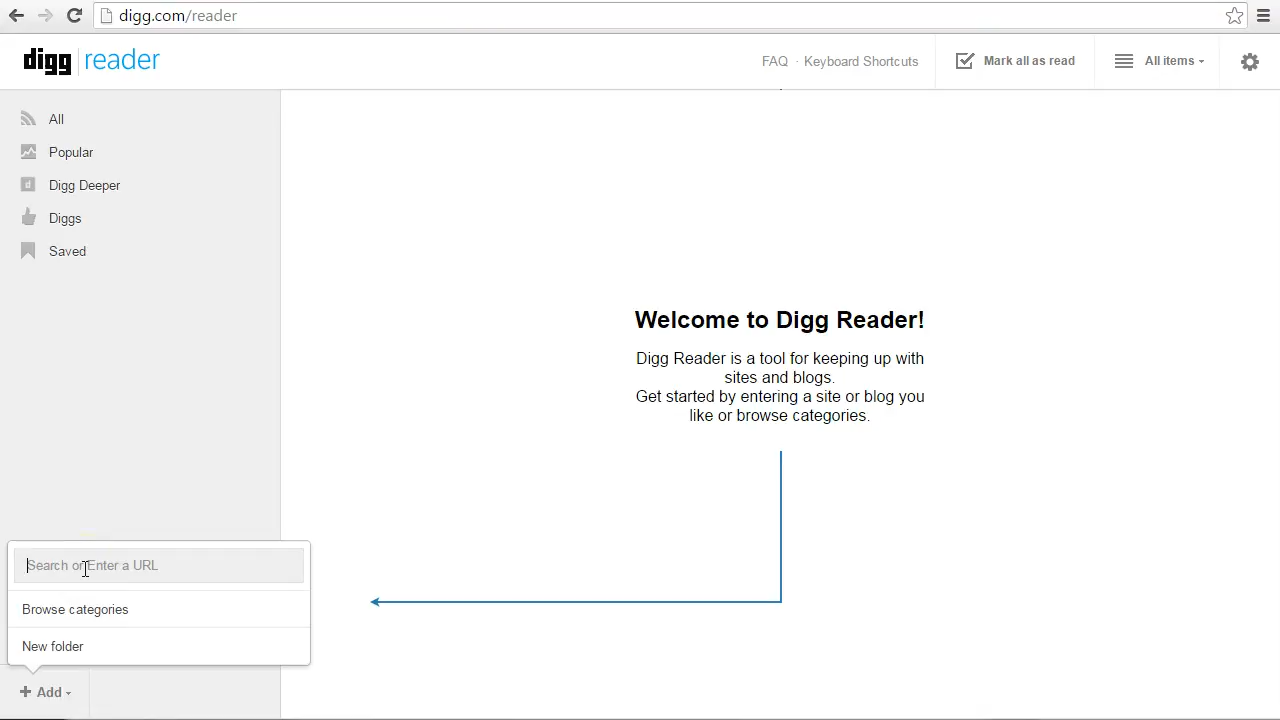 digg.com/reader
digg reader
FAQ · Keyboard Shortcuts
Mark all as read
All items
All
Popular
Digg Deeper
Diggs
Saved
Welcome to Digg Reader!
Digg Reader is a tool for keeping up with
sites and blogs.
Get started by entering a site or blog you
like or browse categories.
Search or Enter a URL
Browse categories
New folder
+ Add